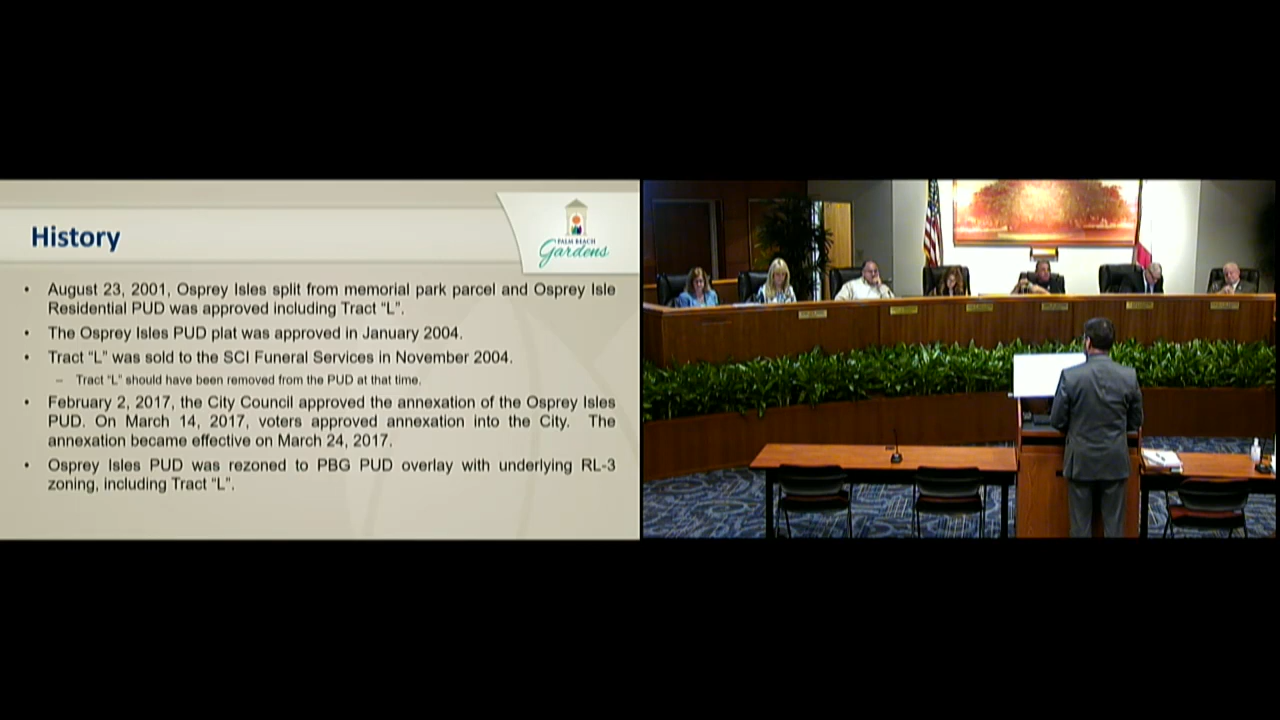 History
PALM BEACH
Gardens
• August 23, 2001, Osprey Isles split from memorial park parcel and Osprey Isle
Residential PUD was approved including Tract “L”.
• The Osprey Isles PUD plat was approved in January 2004.
• Tract “L” was sold to the SCI Funeral Services in November 2004.
– Tract “L” should have been removed from the PUD at that time.
• February 2, 2017, the City Council approved the annexation of the Osprey Isles
PUD. On March 14, 2017, voters approved annexation into the City. The
annexation became effective on March 24, 2017.
• Osprey Isles PUD was rezoned to PBG PUD overlay with underlying RL-3
zoning, including Tract “L”.